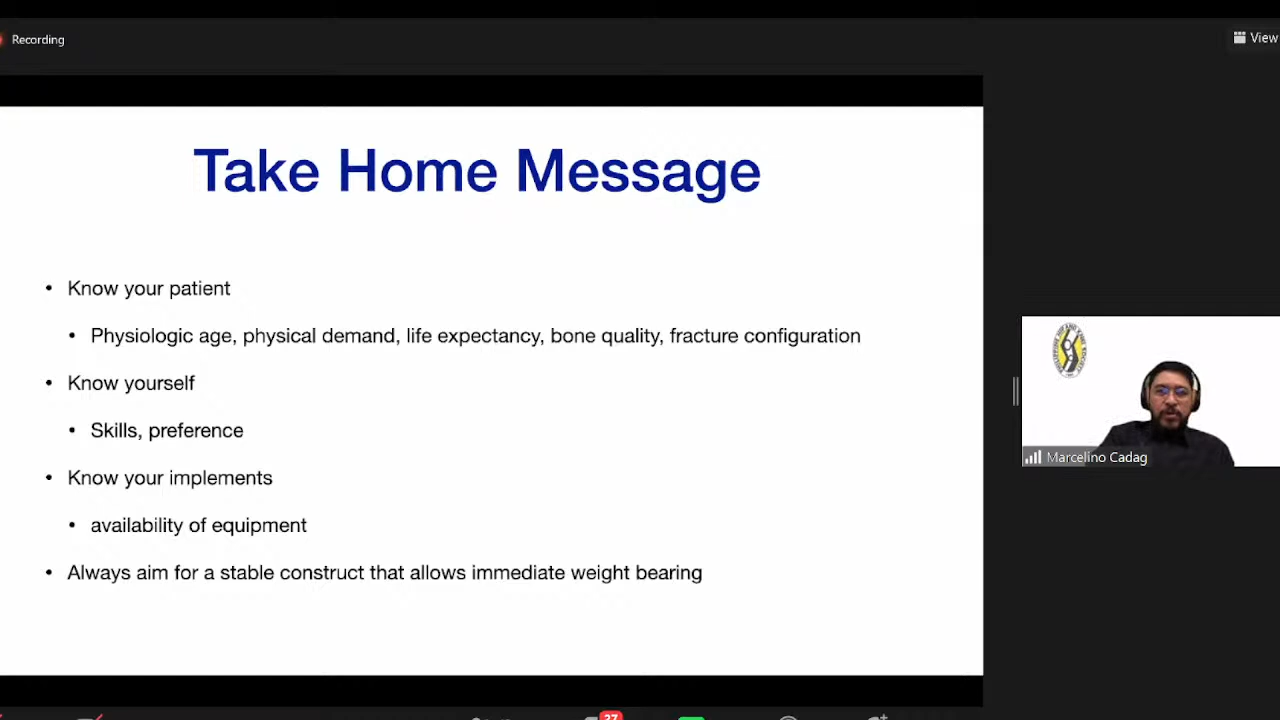 Recording
View
Take Home Message
• Know your patient
• Physiologic age, physical demand, life expectancy, bone quality, fracture configuration
• Know yourself
• Skills, preference
• Know your implements
• availability of equipment
• Always aim for a stable construct that allows immediate weight bearing
Marcelino Cadag
37